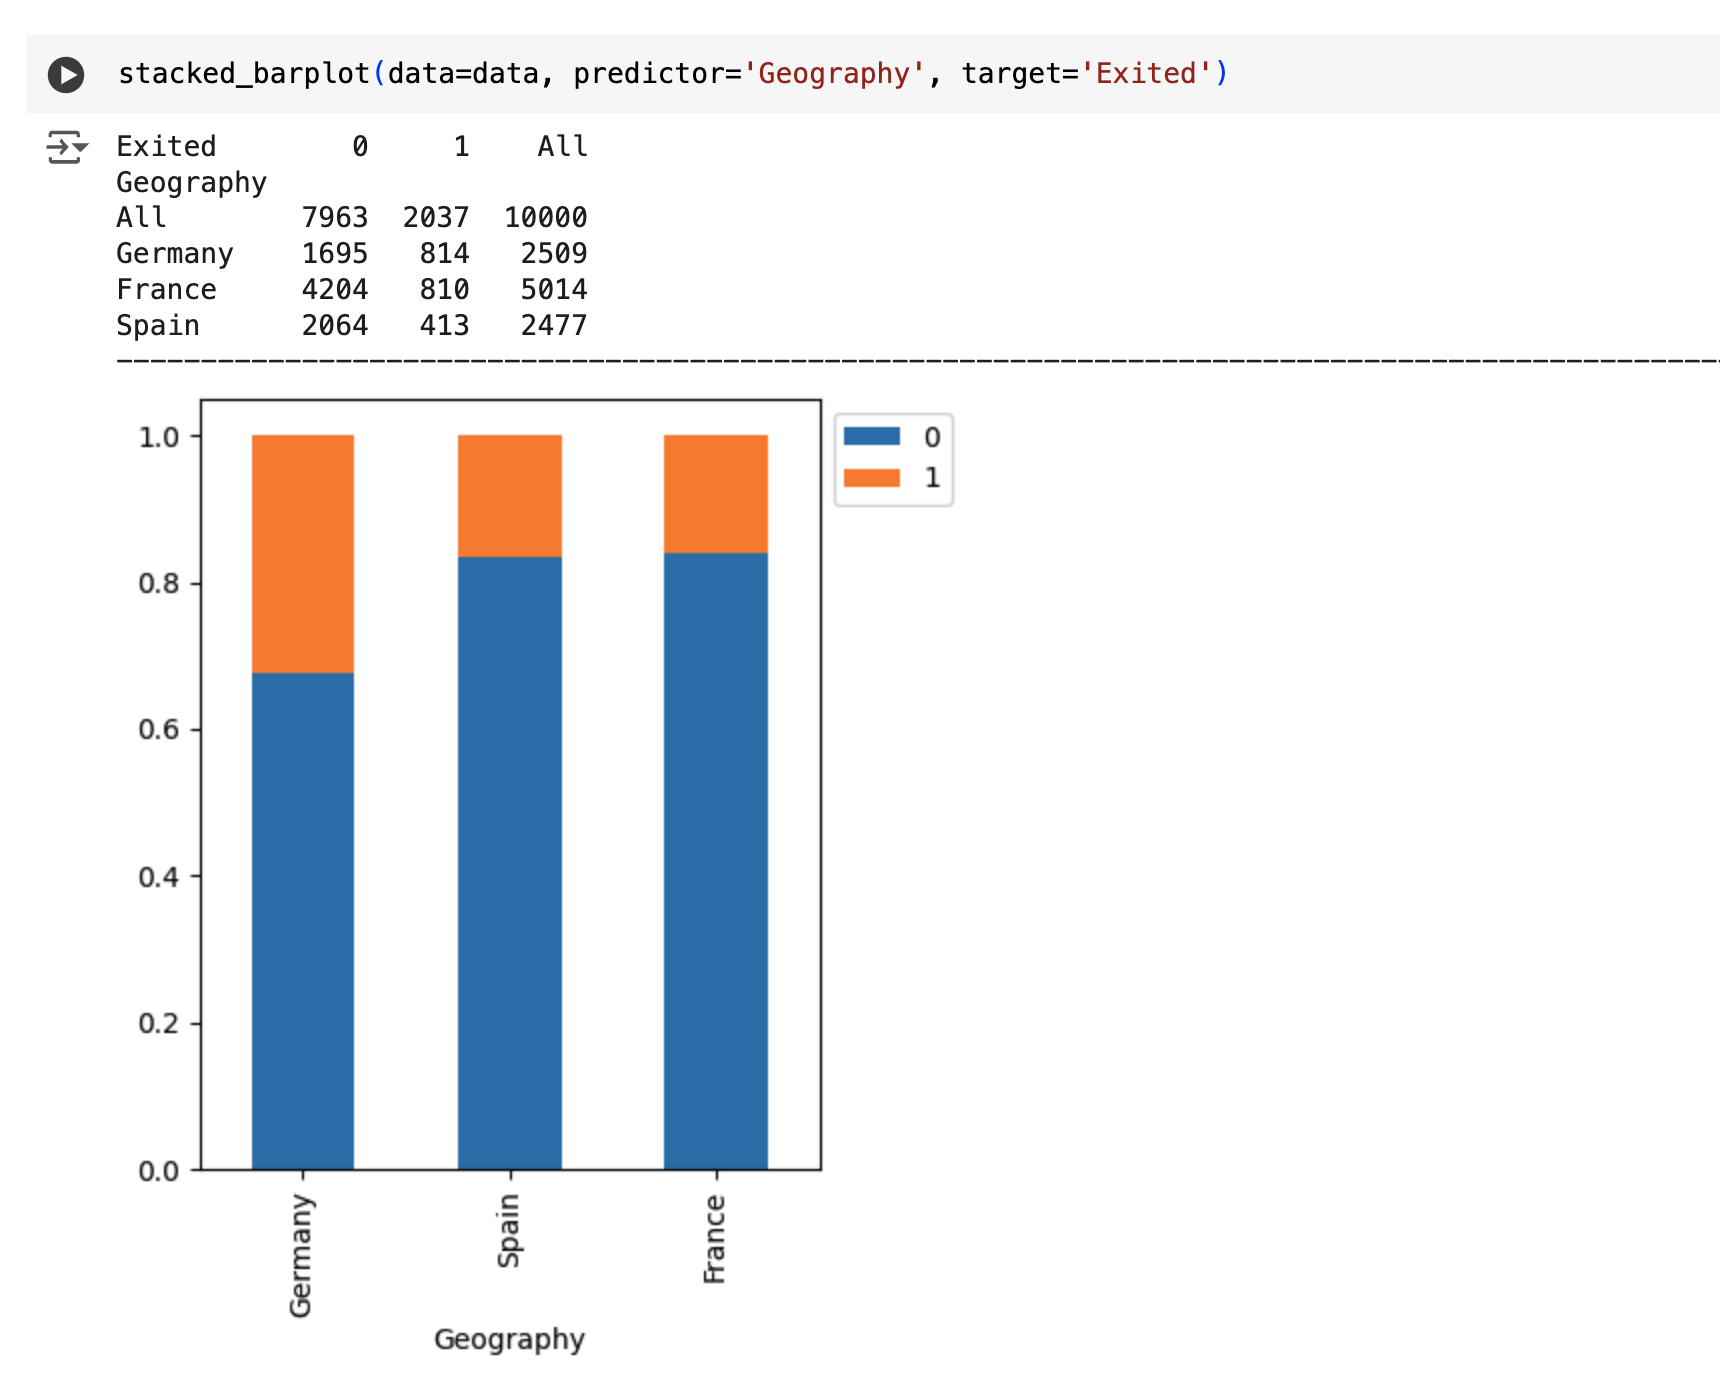 stacked_barplot(data=data, predictor='Geography', target='Exited')
Exited 0 1 All
Geography
All 7963 2037 10000
Germany 1695 814 2509
France 4204 810 5014
Spain 2064 413 2477
------------------------------------------------------------------------------------------------
1.0
0.8
0.6
0.4
0.2
0.0
0
1
Germany
Spain
France
Geography